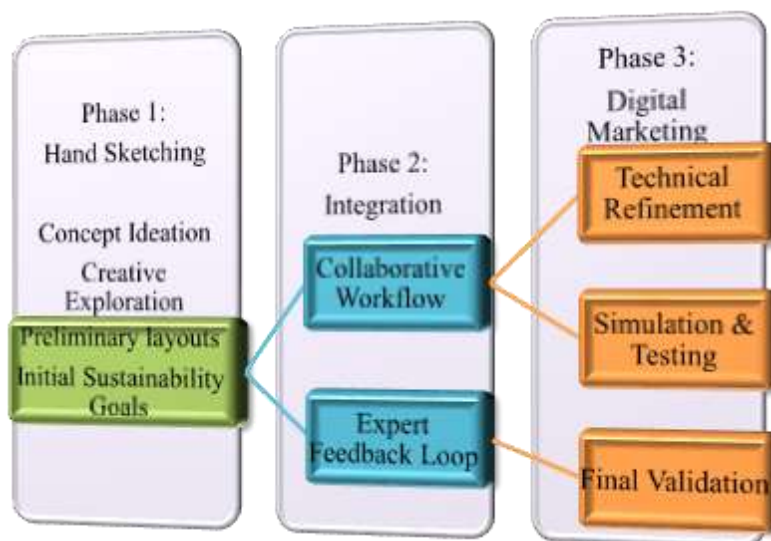 Phase 1:
Hand Sketching
Concept Ideation
Creative
Exploration
Preliminary layouts
Initial Sustainability
Goals
Phase 2:
Integration
Collaborative
Workflow
Expert
Feedback Loop
Phase 3:
Digital
Marketing
Technical
Refinement
Simulation &
Testing
Final Validation